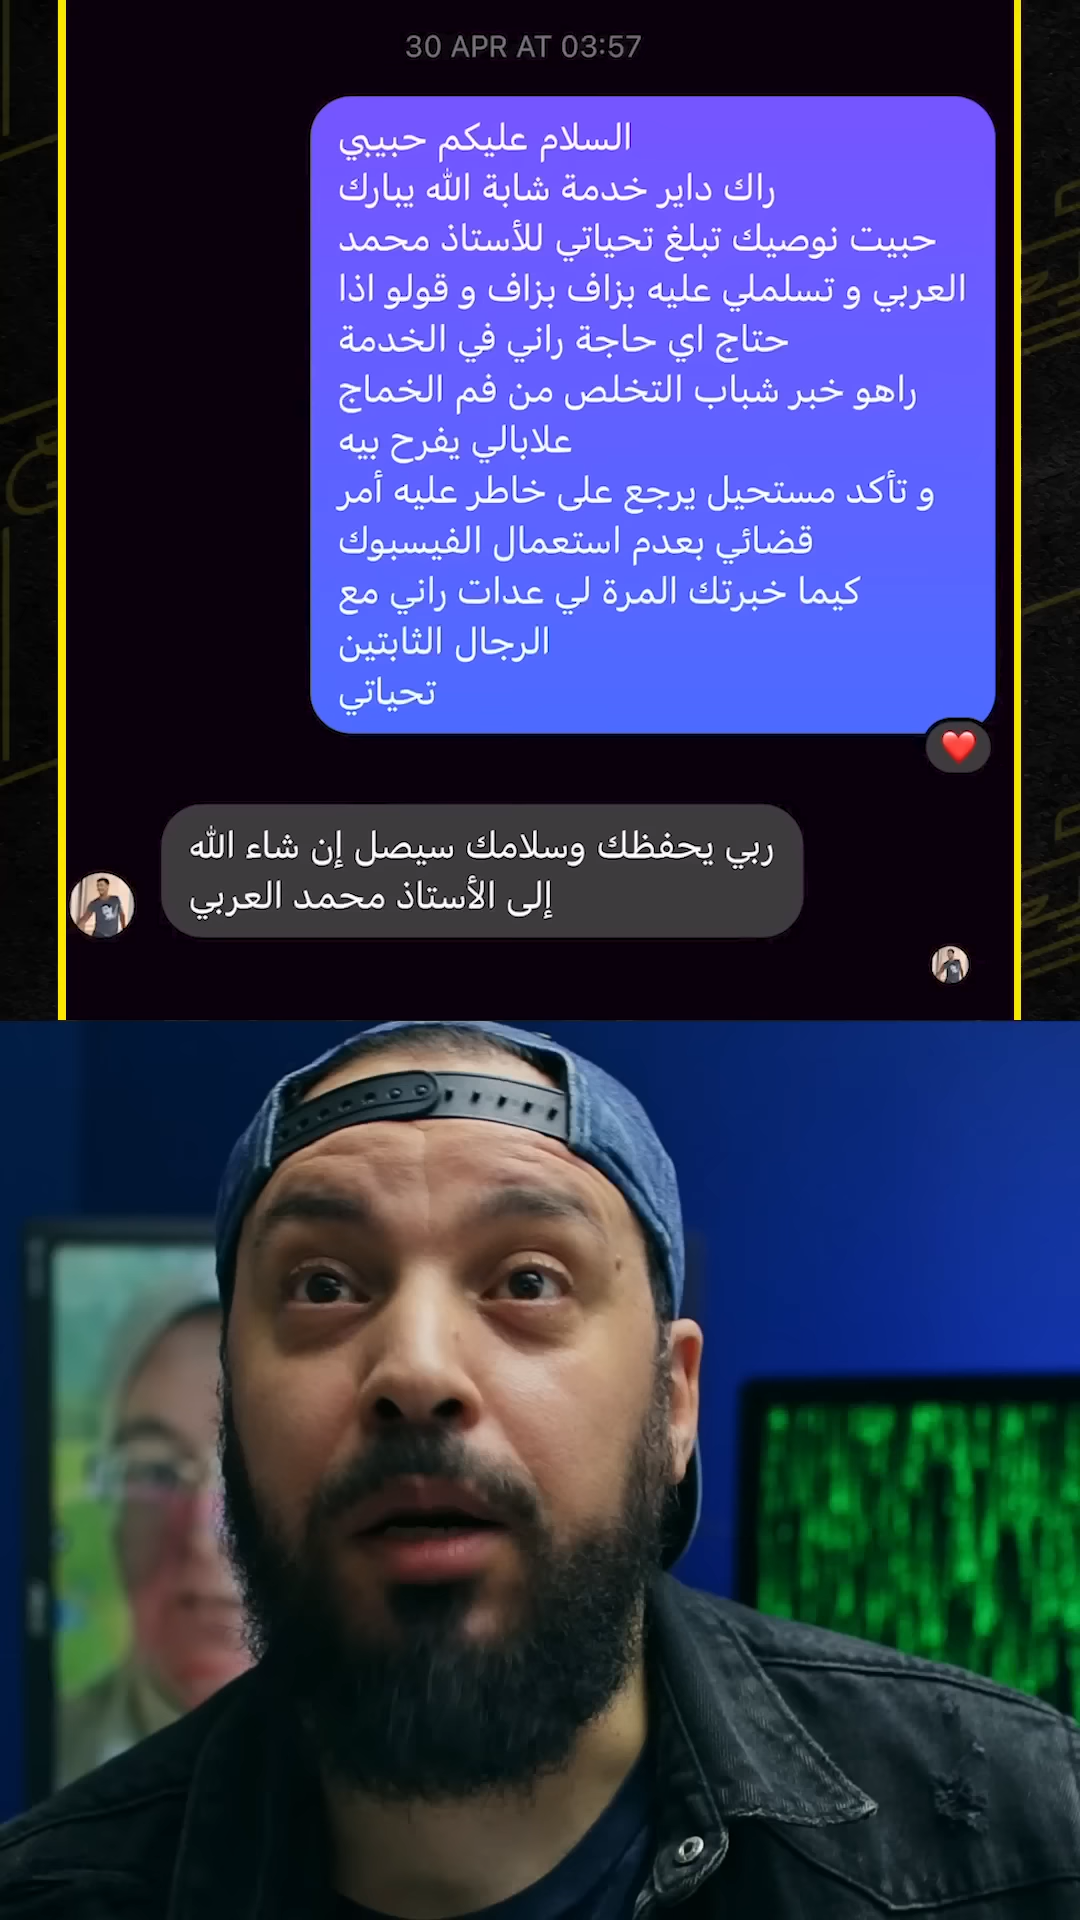 30 APR AT 03:57
السلام عليكم حبيبي
راك داير خدمة شابة الله يبارك
حبيت نوصيك تبلغ تحياتي للأستاذ محمد
العربي و تسلملي عليه بزاف بزاف و قولو اذا
حتاج اي حاجة راني في الخدمة
راهو خبر شباب التخلص من فم الخماج
علابالي يفرح بيه
و تأكد مستحيل يرجع على خاطر عليه أمر
قضائي بعدم استعمال الفيسبوك
كيما خبرتك المرة لي عدات راني مع
الرجال الثابتين
تحياتي
ربي يحفظك وسلامك سيصل إن شاء الله
إلى الأستاذ محمد العربي